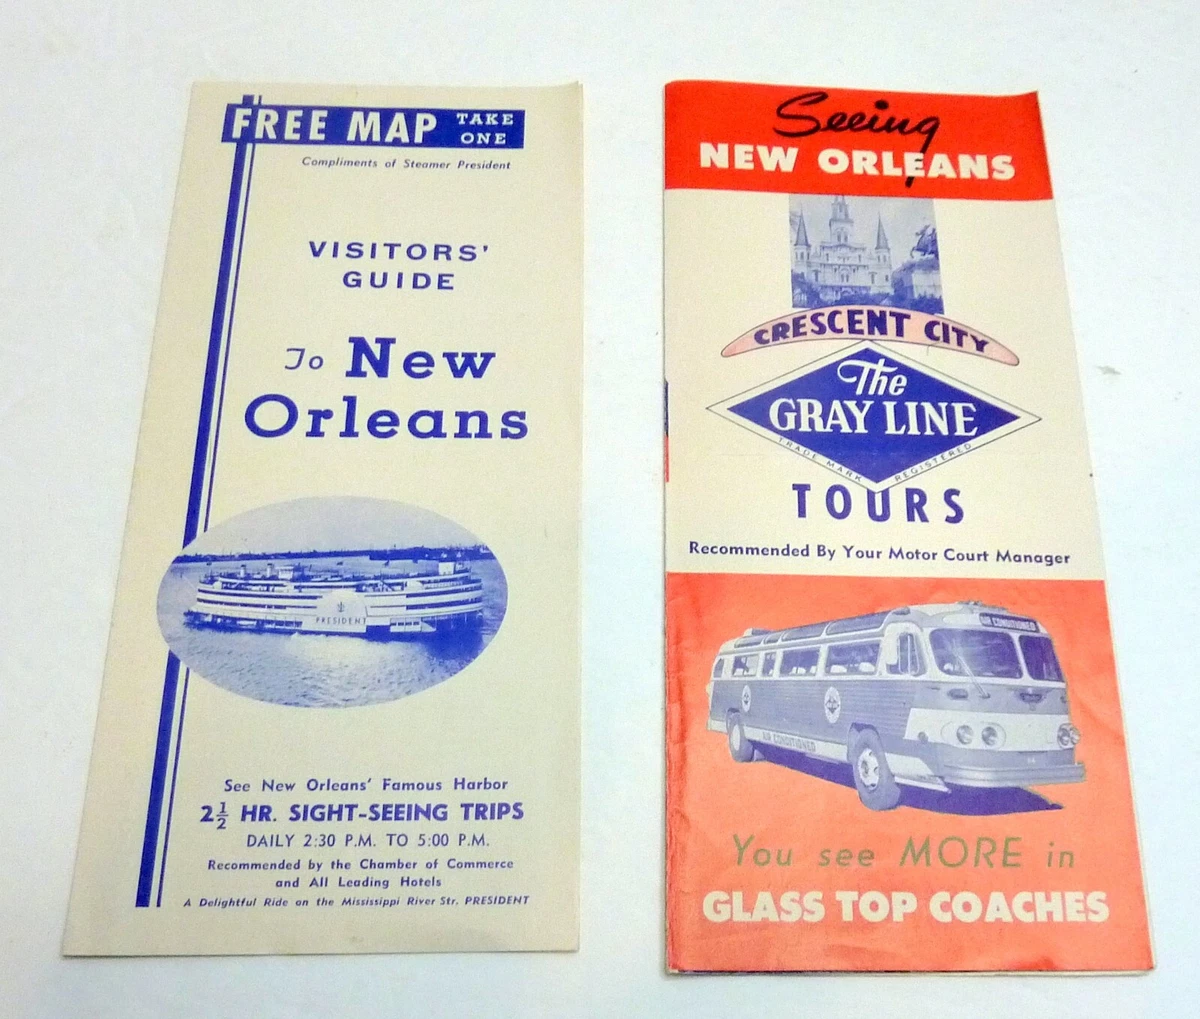 FREE MAP TAKE ONE
Compliments of Steamer President
VISITORS'
GUIDE
To New
Orleans
PRESIDENT
See New Orleans' Famous Harbor
2½ HR. SIGHT-SEEING TRIPS
DAILY 2:30 P.M. TO 5:00 P.M.
Recommended by the Chamber of Commerce
and All Leading Hotels
A Delightful Ride on the Mississippi River Str. PRESIDENT
Seeing
NEW ORLEANS
CRESCENT CITY
The
GRAY LINE
TRADE MARK REGISTERED
TOURS
Recommended By Your Motor Court Manager
AIR CONDITIONED
AIR CONDITIONED
You see MORE in
GLASS TOP COACHES